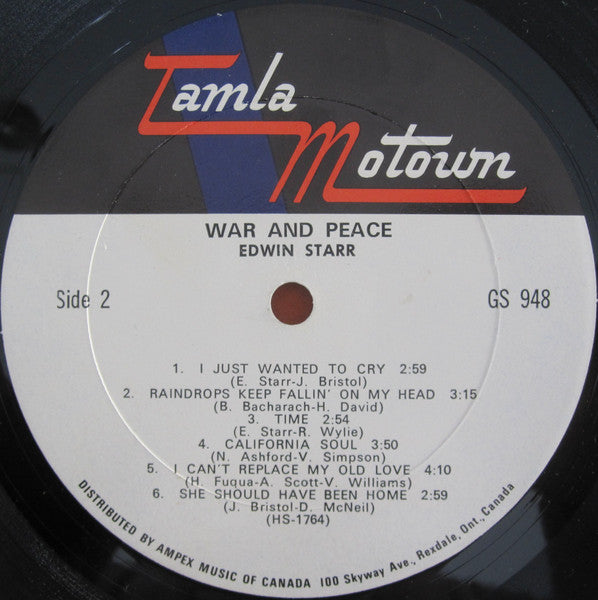 Tamla
Motown
WAR AND PEACE
EDWIN STARR
Side 2
GS 948
1. I JUST WANTED TO CRY 2:59
(E. Starr-J. Bristol)
2. RAINDROPS KEEP FALLIN' ON MY HEAD 3:15
(B. Bacharach-H. David)
3. TIME 2:54
(E. Starr-R. Wylie)
4. CALIFORNIA SOUL 3:50
(N. Ashford-V. Simpson)
5. I CAN'T REPLACE MY OLD LOVE 4:10
(H. Fuqua-A. Scott-V. Williams)
6. SHE SHOULD HAVE BEEN HOME 2:59
(J. Bristol-D. McNeil)
(HS-1764)
DISTRIBUTED BY AMPEX MUSIC OF CANADA 100 Skyway Ave., Rexdale, Ont., Canada